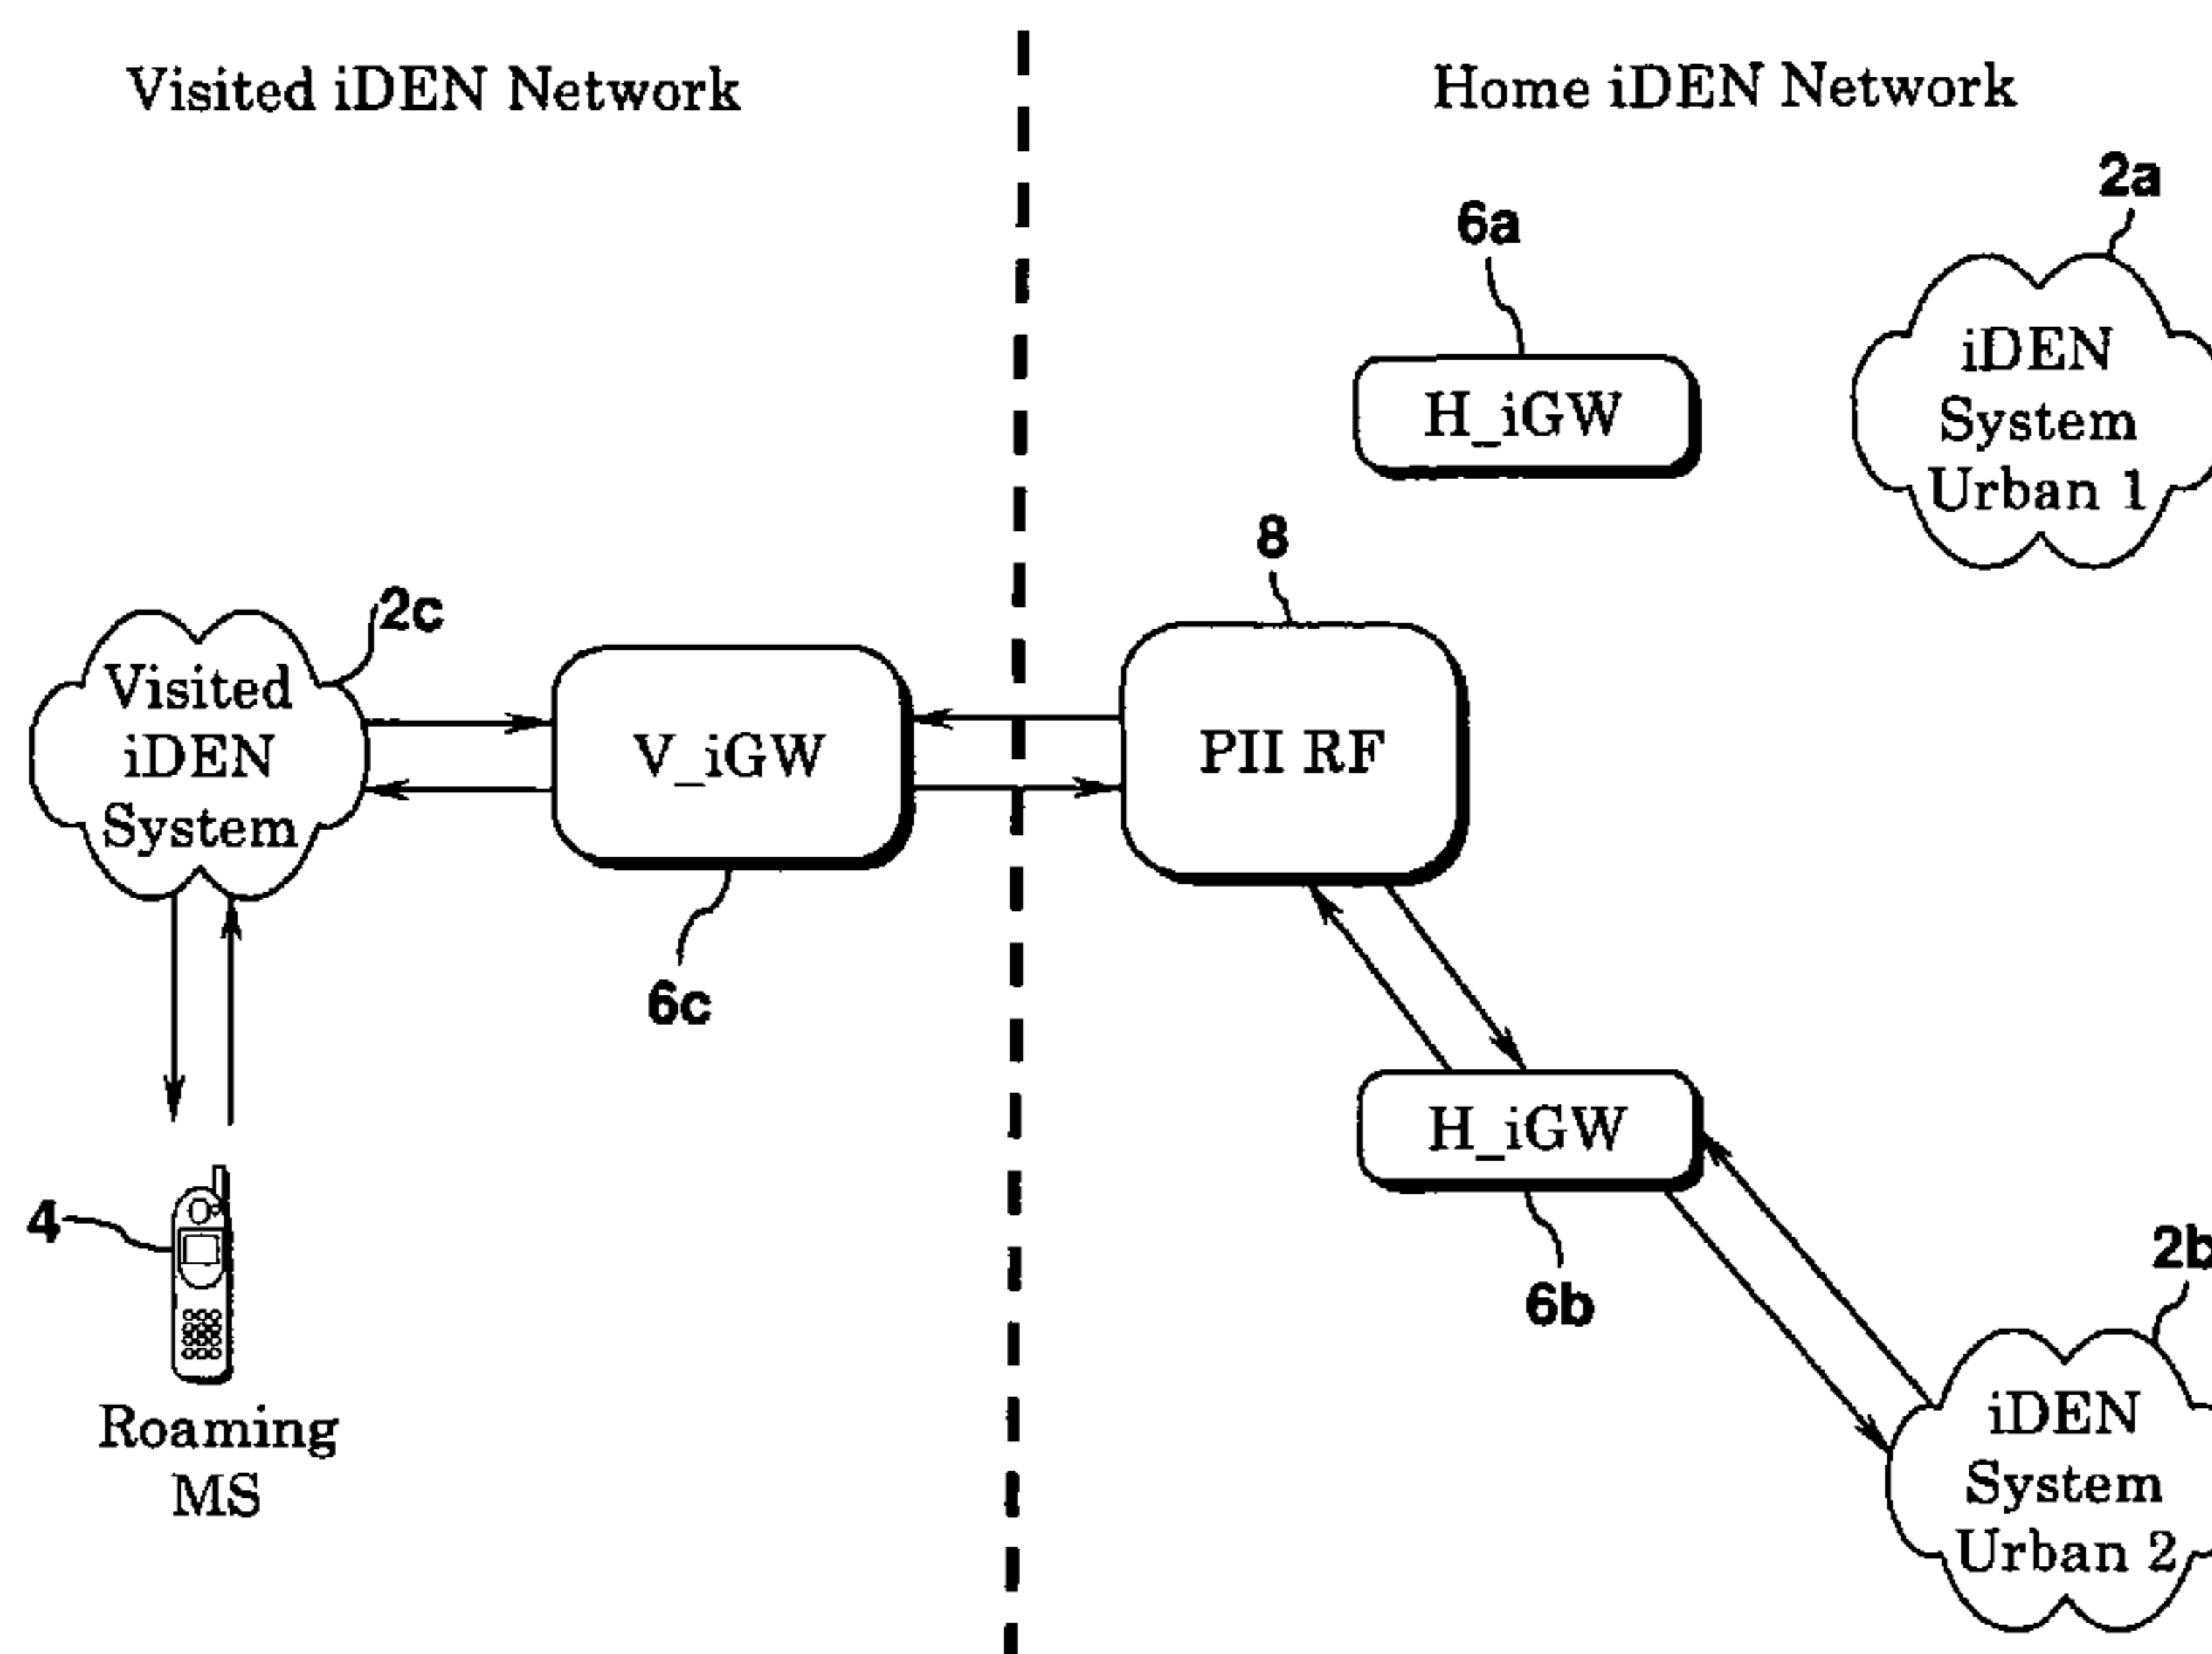 Visited iDEN Network
Home iDEN Network
2a
6a
H_iGW
iDEN
System
Urban 1
8
2c
Visited
iDEN
System
V_iGW
PII RF
6c
H_iGW
4
6b
2b
Roaming
MS
iDEN
System
Urban 2